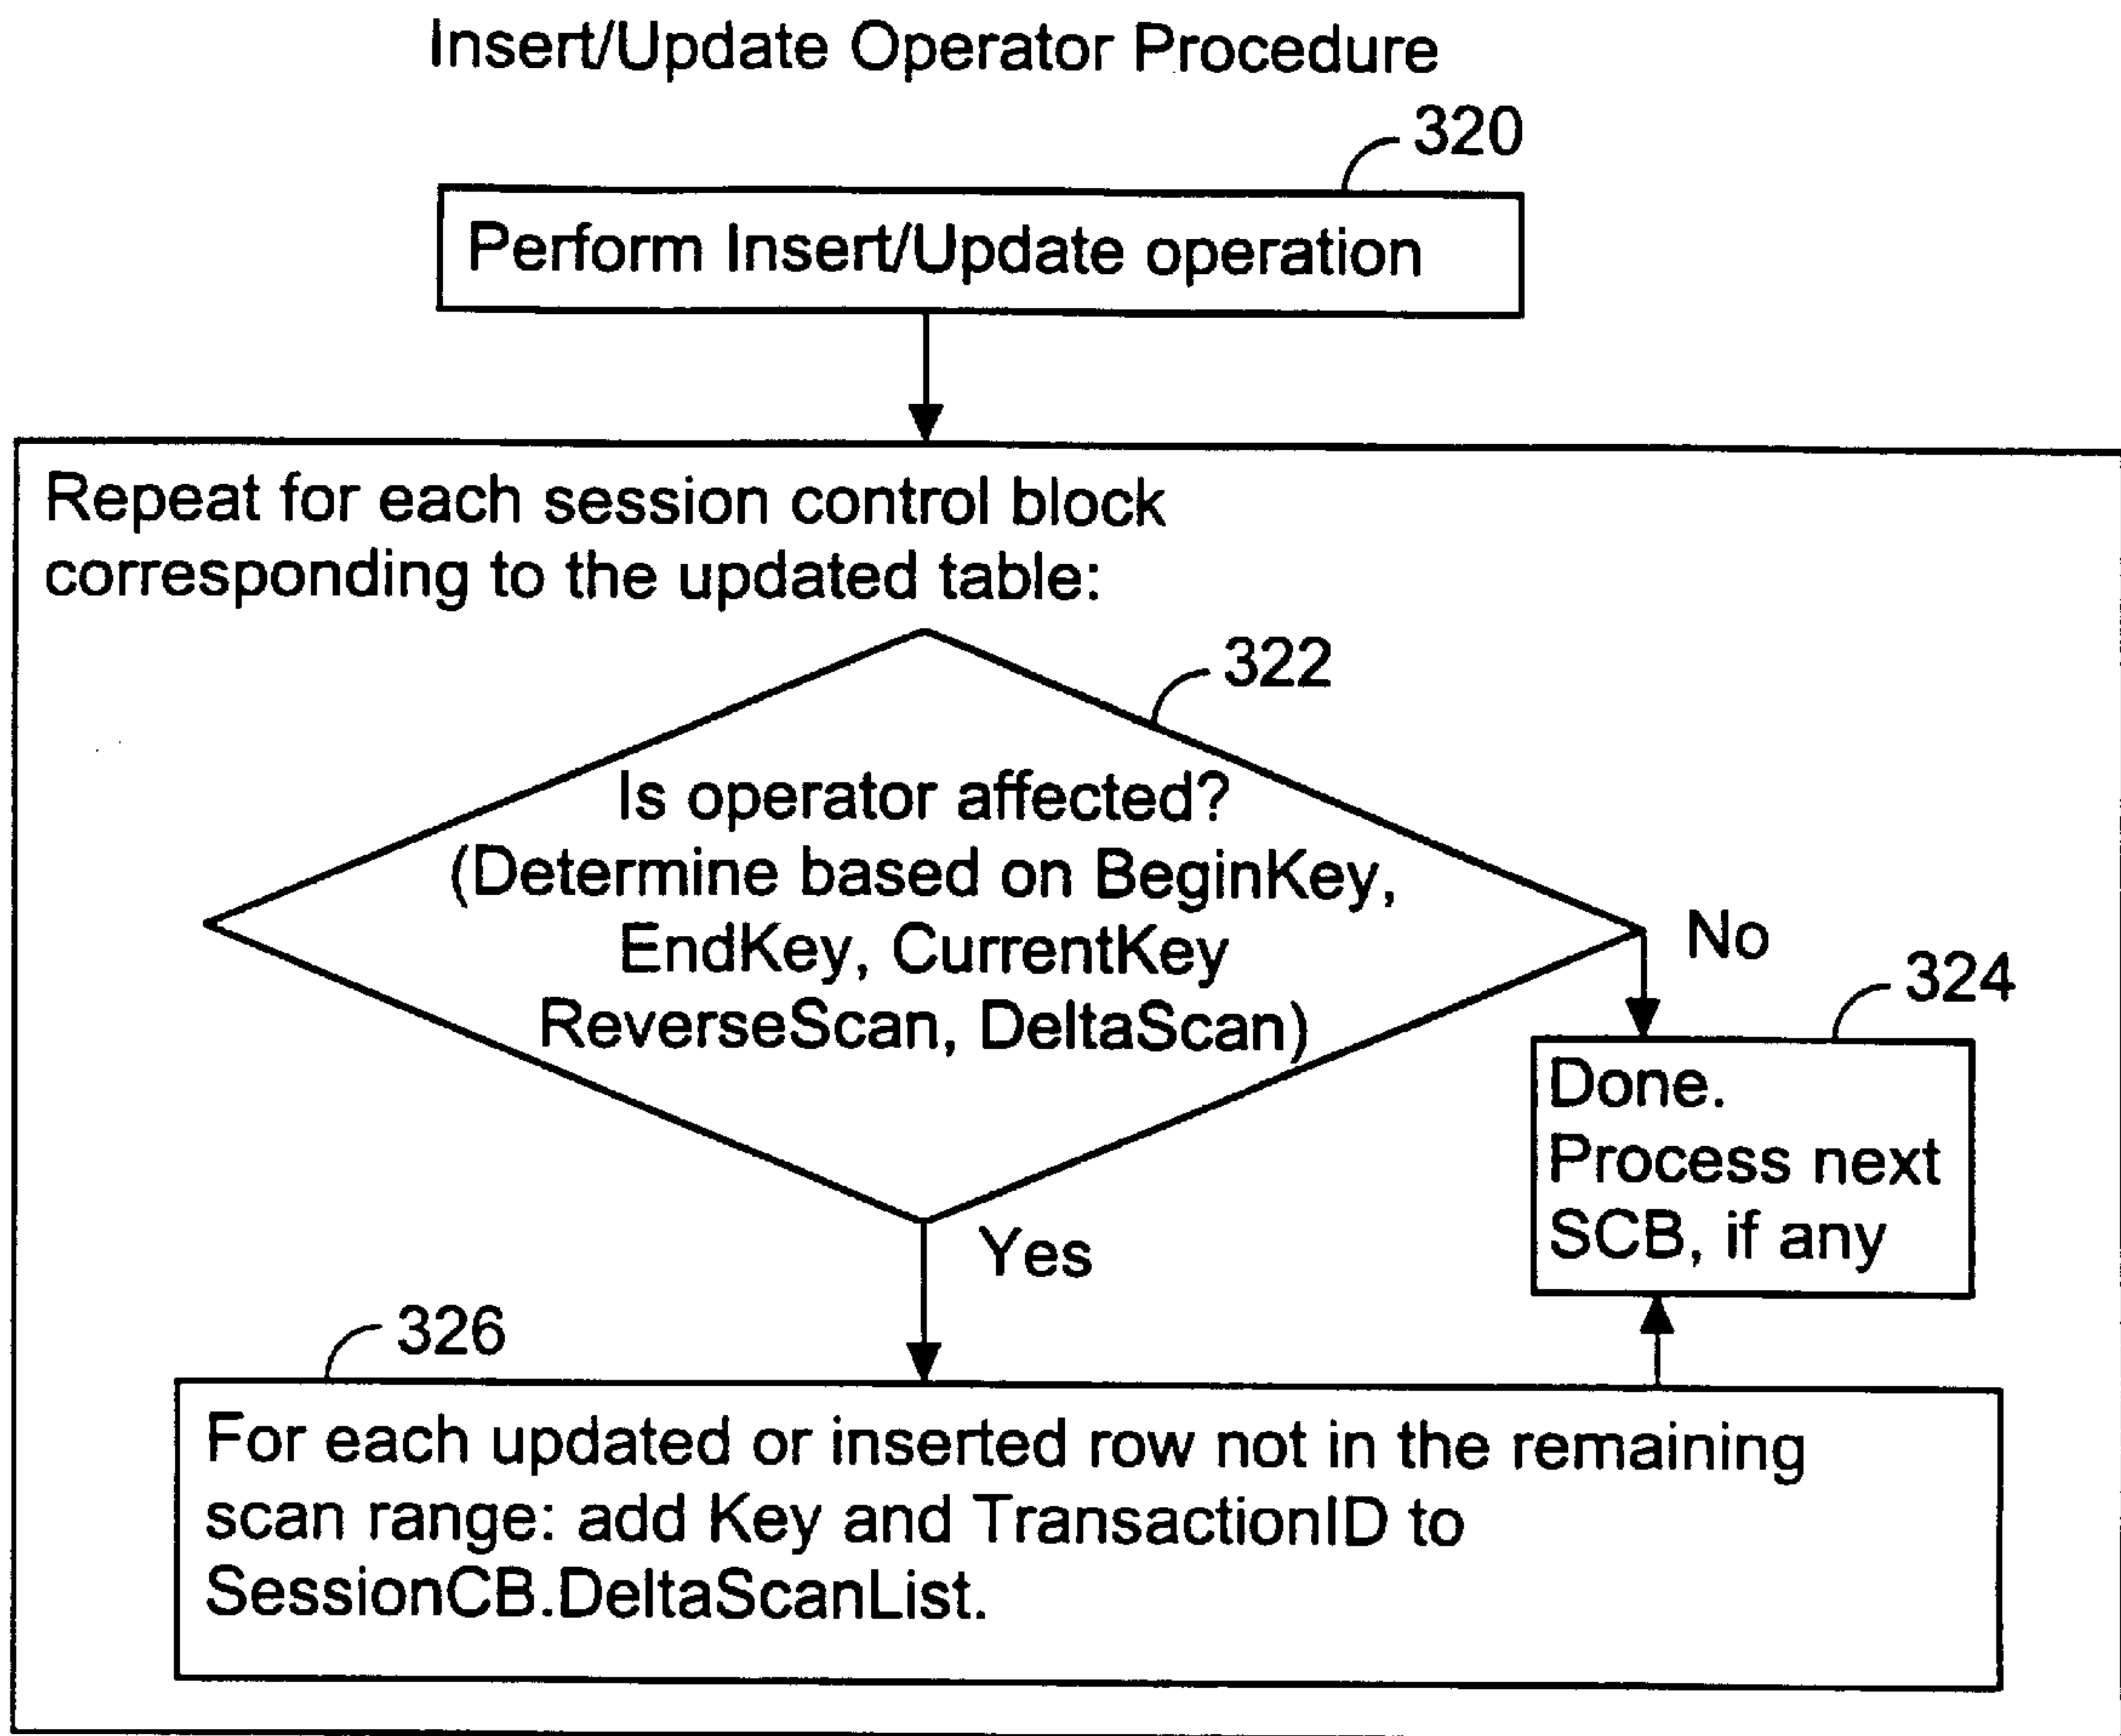 Insert/Update Operator Procedure
320
Perform Insert/Update operation
Repeat for each session control block
corresponding to the updated table:
322
Is operator affected?
(Determine based on BeginKey,
EndKey, CurrentKey
ReverseScan, DeltaScan)
No
324
Done.
Process next
SCB, if any
Yes
326
For each updated or inserted row not in the remaining
scan range: add Key and TransactionID to
SessionCB.DeltaScanList.